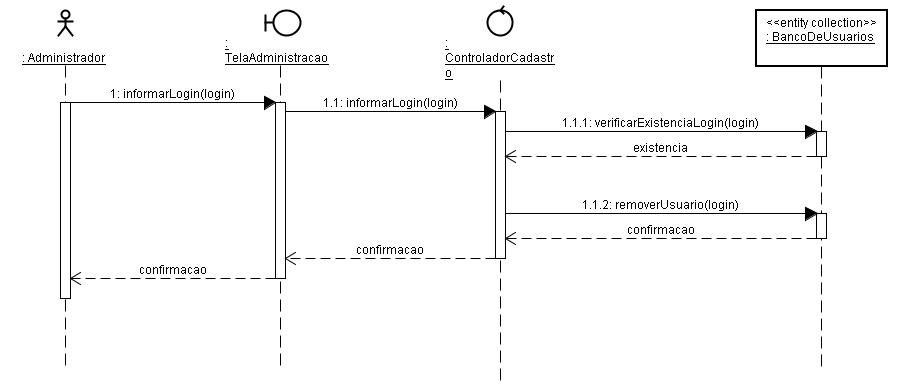 : Administrador
:
TelaAdministracao
:
ControladorCadastr
o
<<entity collection>>
: BancoDeUsuarios
1: informarLogin(login)
1.1: informarLogin(login)
1.1.1: verificarExistenciaLogin(login)
existencia
1.1.2: removerUsuario(login)
confirmacao
confirmacao
confirmacao